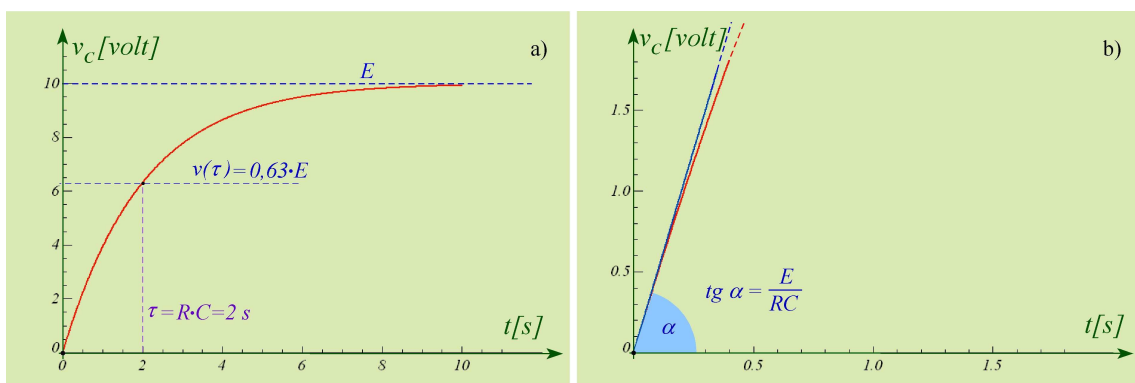 v_C [volt]
a)
E
10
8
v(τ)=0,63·E
6
4
τ=R·C=2 s
2
t[s]
0
0 2 4 6 8 10
v_C [volt]
b)
1.5
1.0
0.5
tg α = E/RC
α
t[s]
0
0.5 1.0 1.5